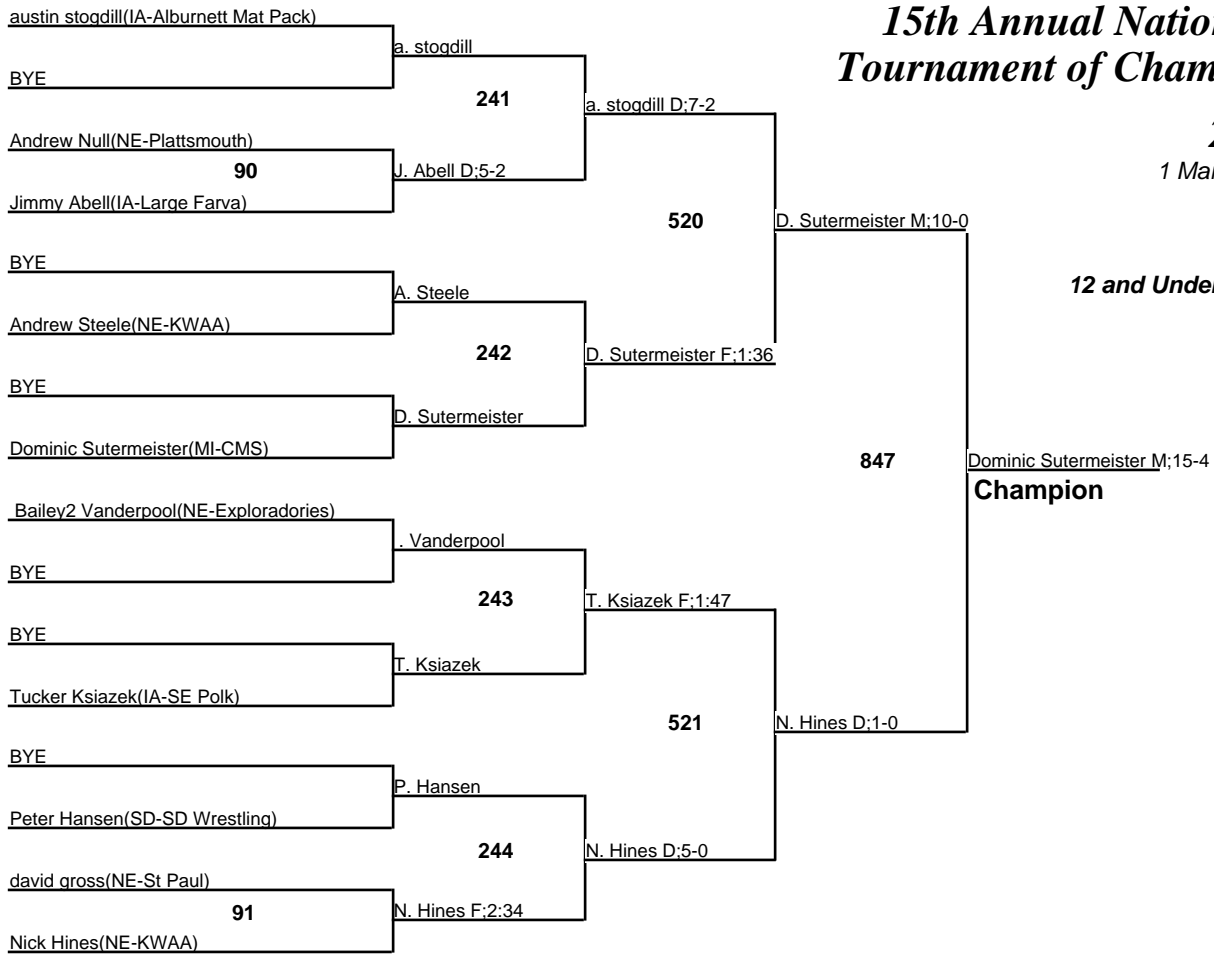 austin stogdill(IA-Alburnett Mat Pack)
BYE
Andrew Null(NE-Plattsmouth)
90
Jimmy Abell(IA-Large Farva)
BYE
Andrew Steele(NE-KWAA)
BYE
Dominic Sutermeister(MI-CMS)
Bailey2 Vanderpool(NE-Exploradories)
BYE
BYE
Tucker Ksiazek(IA-SE Polk)
BYE
Peter Hansen(SD-SD Wrestling)
david gross(NE-St Paul)
91
Nick Hines(NE-KWAA)
a. stogdill
241
J. Abell D;5-2
A. Steele
242
D. Sutermeister
. Vanderpool
243
T. Ksiazek
P. Hansen
244
N. Hines F;2:34
a. stogdill D;7-2
520
D. Sutermeister F;1:36
T. Ksiazek F;1:47
521
N. Hines D;5-0
D. Sutermeister M;10-0
847
N. Hines D;1-0
Dominic Sutermeister M;15-4
Champion
15th Annual Nation
Tournament of Cham
1 Mar
12 and Under